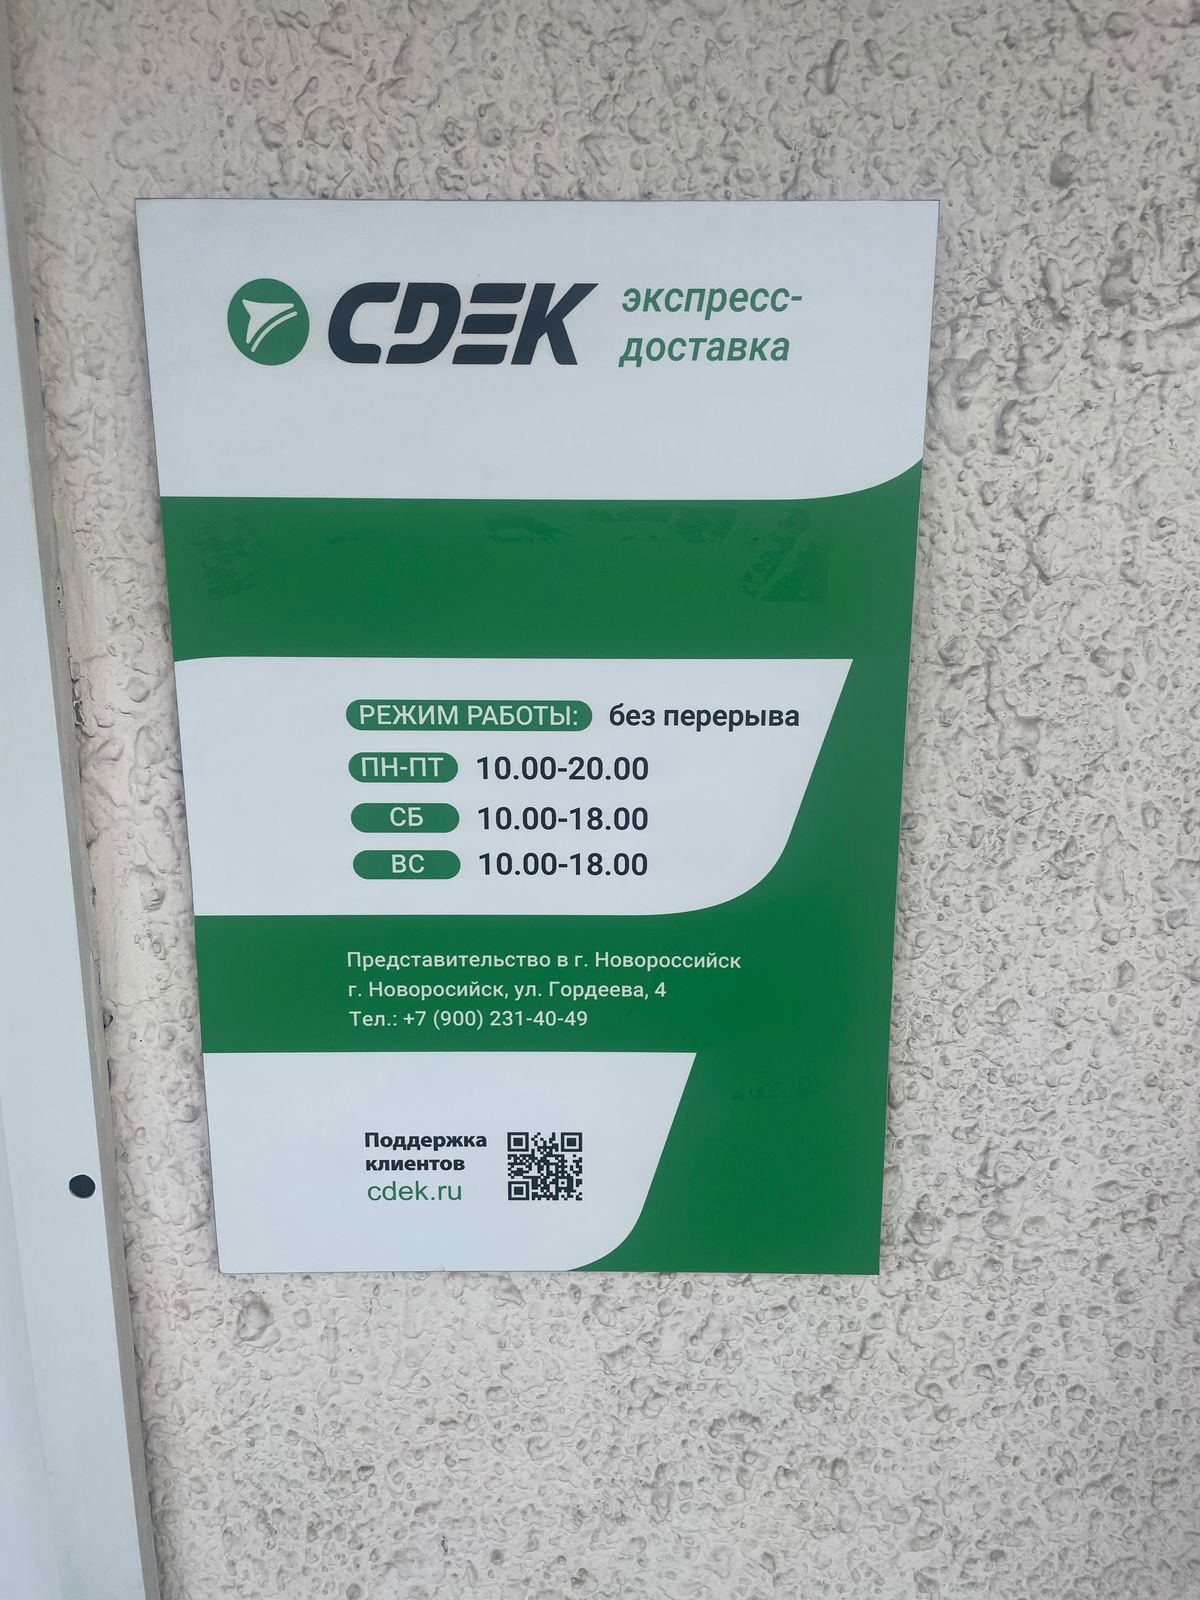 CDEK экспресс-
доставка
РЕЖИМ РАБОТЫ: без перерыва
ПН-ПТ 10.00-20.00
СБ 10.00-18.00
ВС 10.00-18.00
Представительство в г. Новороссийск
г. Новоросийск, ул. Гордеева, 4
Тел.: +7 (900) 231-40-49
Поддержка
клиентов
cdek.ru